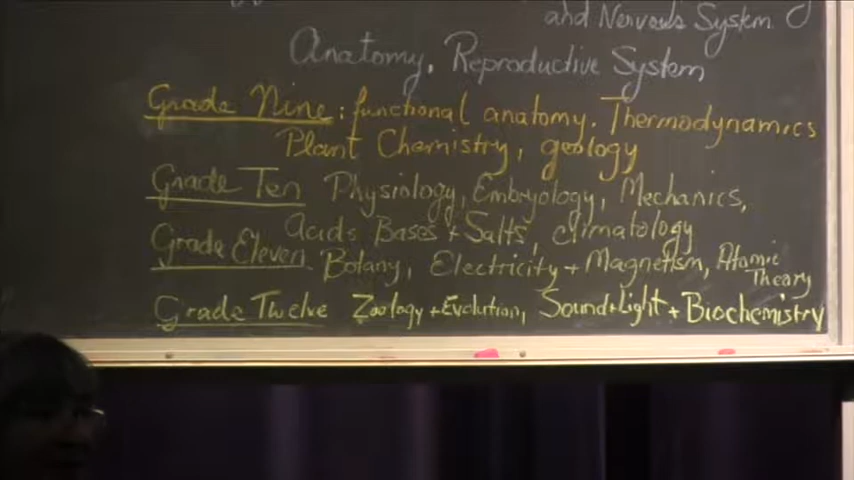 and Nervous System
Anatomy, Reproductive System
Grade Nine: functional anatomy, Thermodynamics
Plant Chemistry, geology
Grade Ten Physiology, Embryology, Mechanics,
Acids Bases + Salts, climatology
Grade Eleven Botany, Electricity + Magnetism, Atomic
Theory
Grade Twelve Zoology + Evolution, Sound + Light + Biochemistry